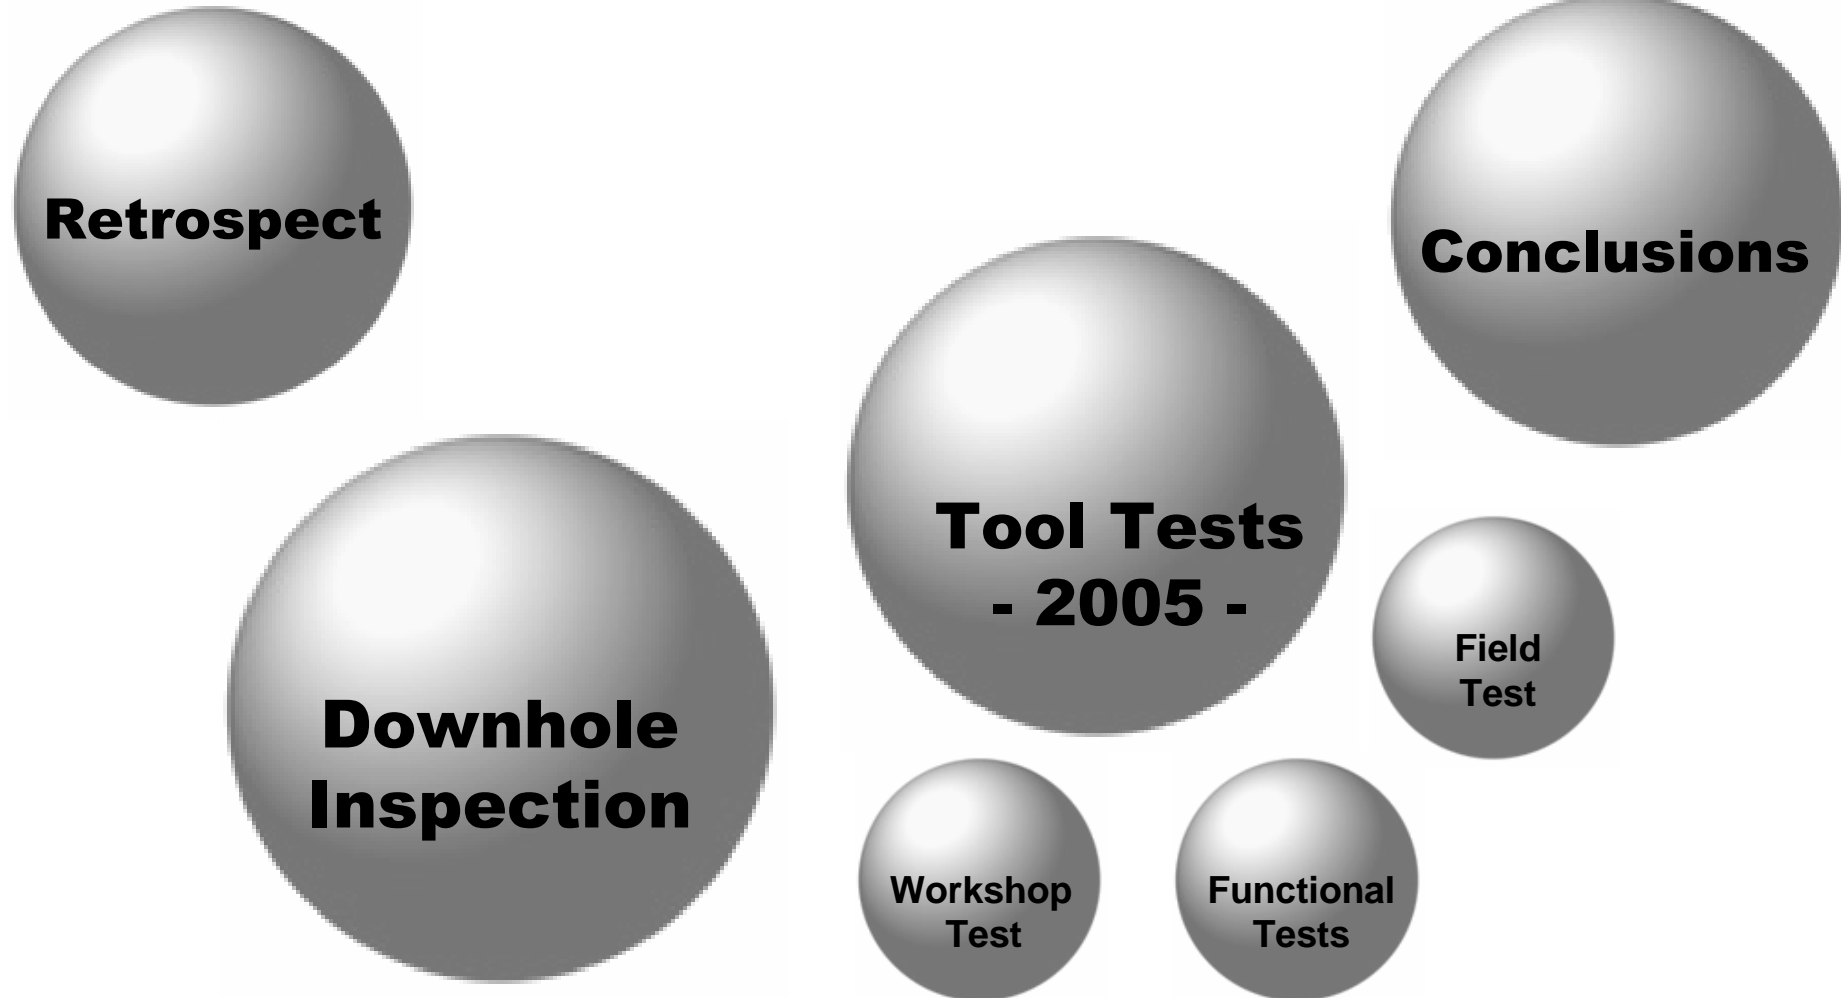 Retrospect
Conclusions
Downhole
Inspection
Tool Tests
- 2005 -
Workshop
Test
Functional
Tests
Field
Test